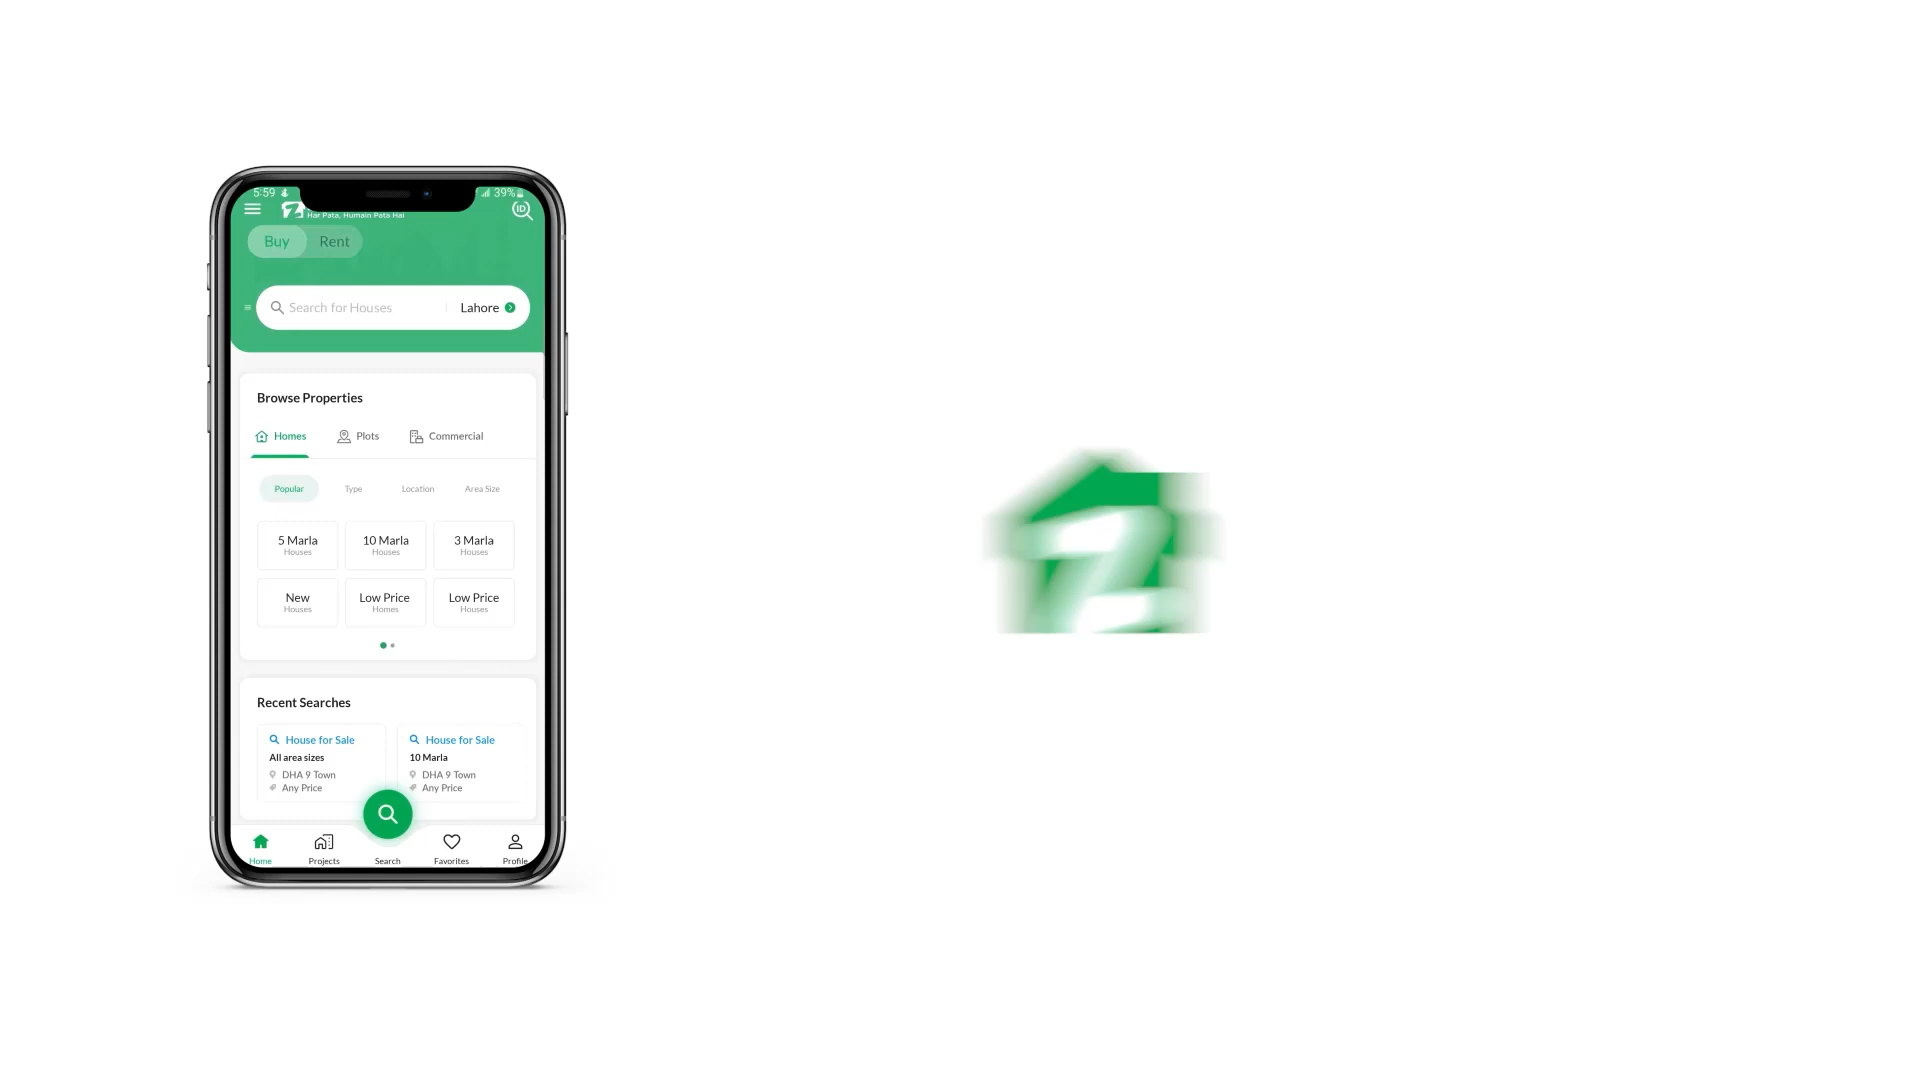 5:59
39%
Har Pata, Humain Pata Hai
ID
Buy Rent
Search for Houses Lahore
Browse Properties
Homes Plots Commercial
Popular Type Location Area Size
5 Marla 10 Marla 3 Marla
Houses Houses Houses
New Low Price Low Price
Houses Homes Houses
Recent Searches
House for Sale House for Sale
All area sizes 10 Marla
DHA 9 Town DHA 9 Town
Any Price Any Price
Home Projects Search Favorites Profile